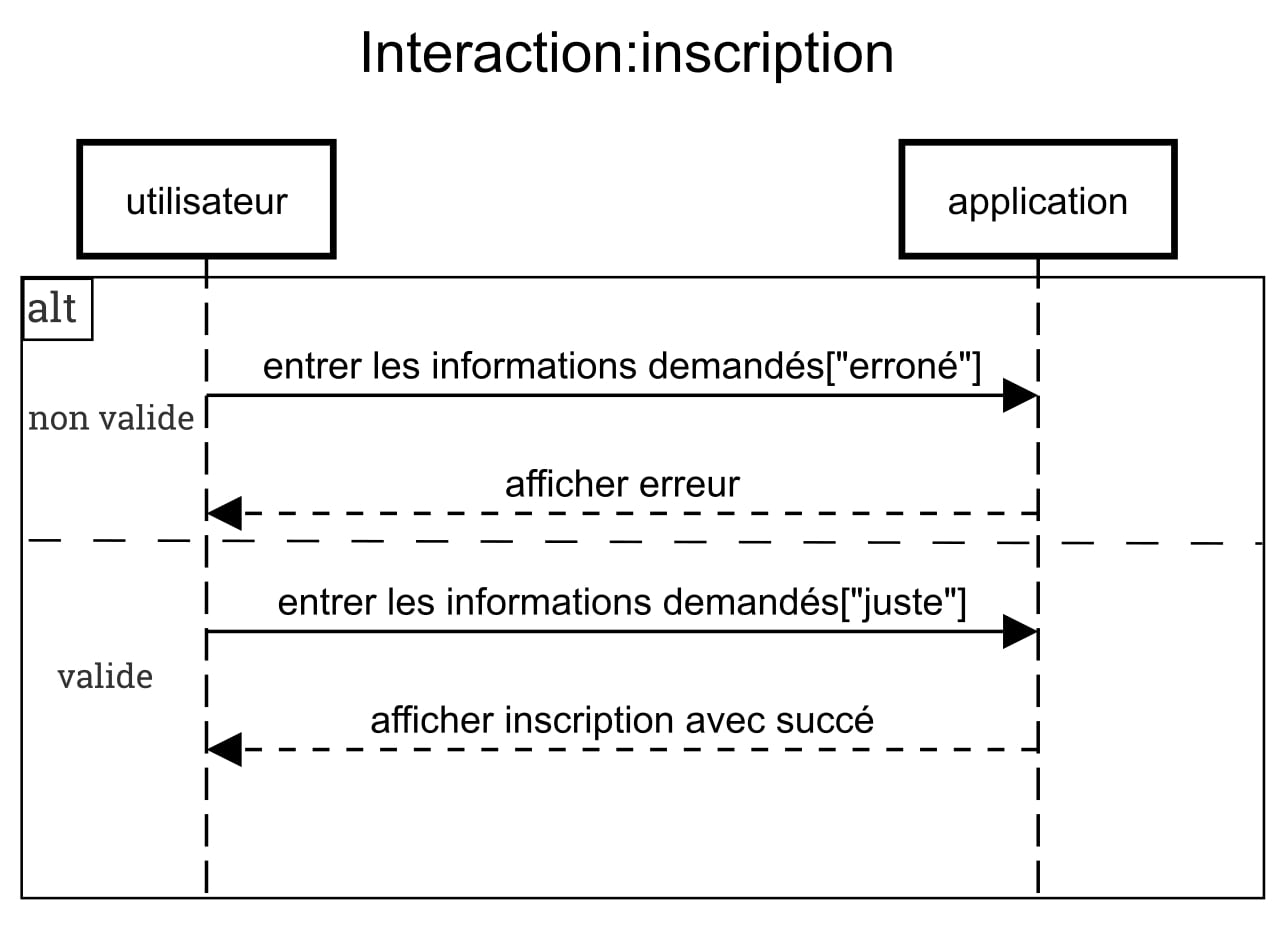 Interaction:inscription
utilisateur
application
alt
entrer les informations demandés["erroné"]
non valide
afficher erreur
entrer les informations demandés["juste"]
valide
afficher inscription avec succé